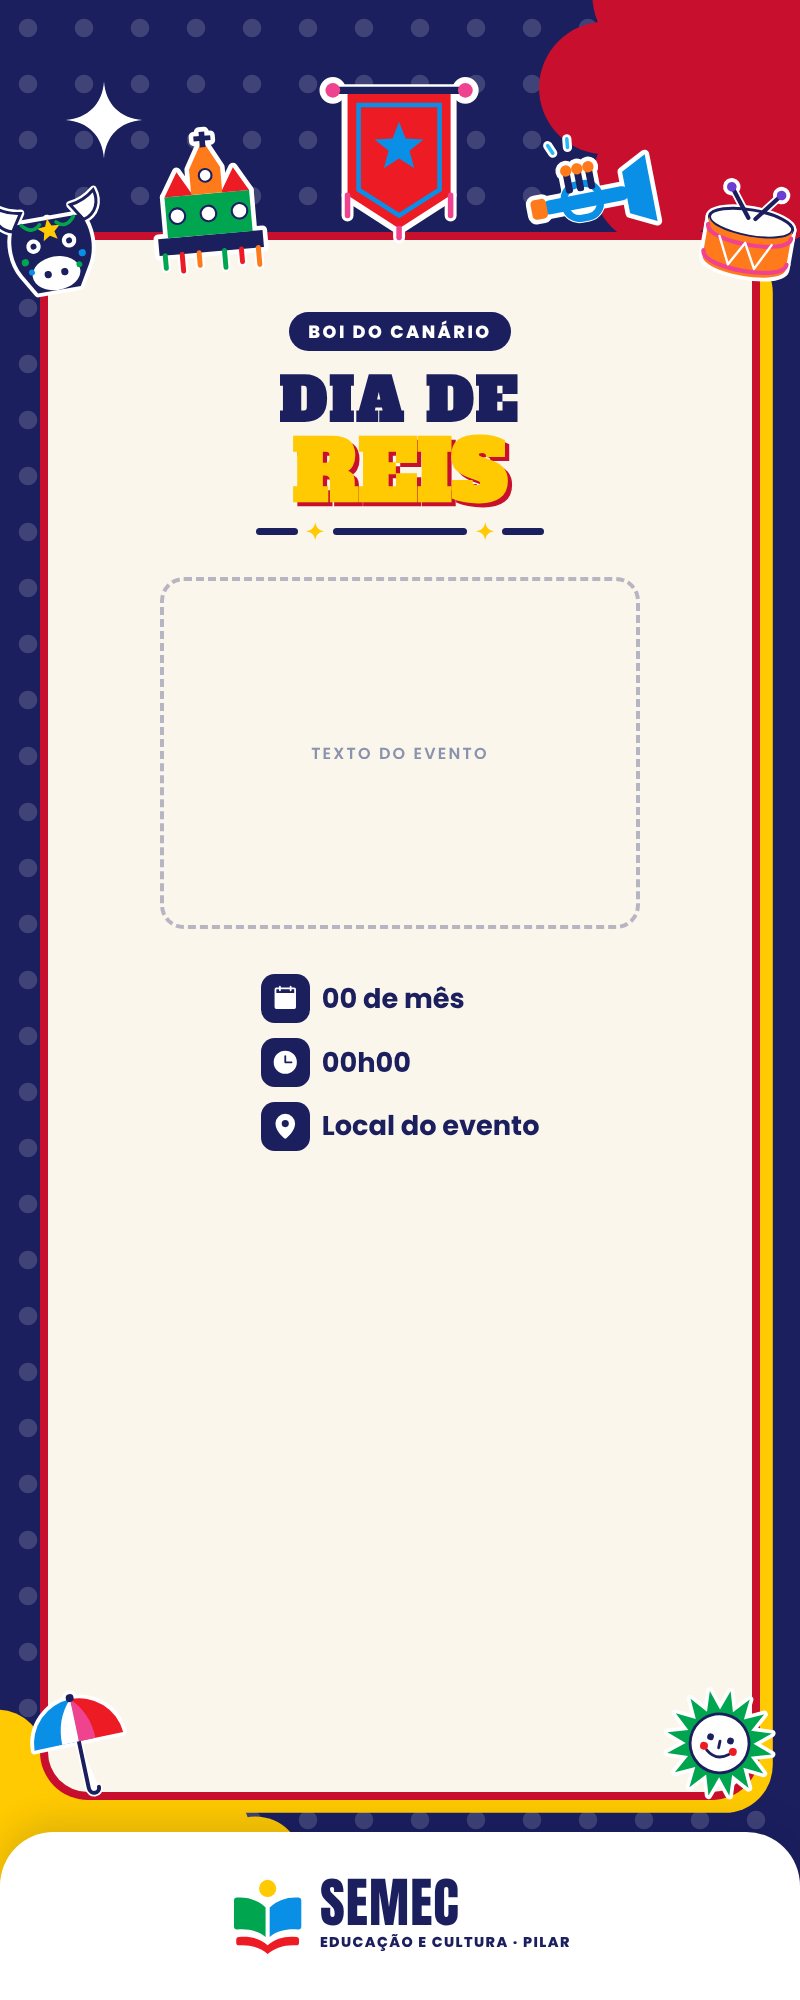 BOI DO CANÁRIO
DIA DE
REIS
TEXTO DO EVENTO
00 de mês
00h00
Local do evento
SEMEC
EDUCAÇÃO E CULTURA · PILAR